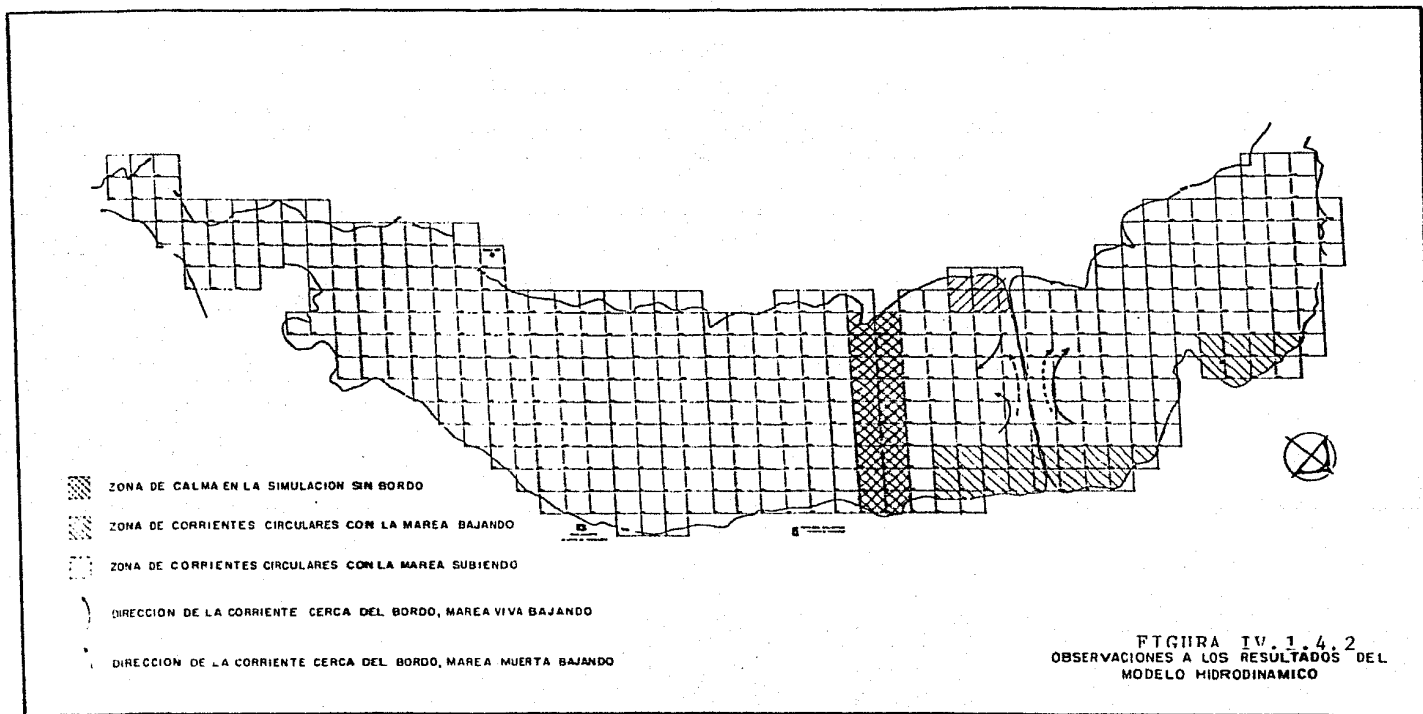 ZONA DE CALMA EN LA SIMULACION SIN BORDO
ZONA DE CORRIENTES CIRCULARES CON LA MAREA BAJANDO
ZONA DE CORRIENTES CIRCULARES CON LA MAREA SUBIENDO
DIRECCION DE LA CORRIENTE CERCA DEL BORDO, MAREA VIVA BAJANDO
DIRECCION DE LA CORRIENTE CERCA DEL BORDO, MAREA MUERTA BAJANDO
FIGURA IV.1.4.2
OBSERVACIONES A LOS RESULTADOS DEL
MODELO HIDRODINAMICO